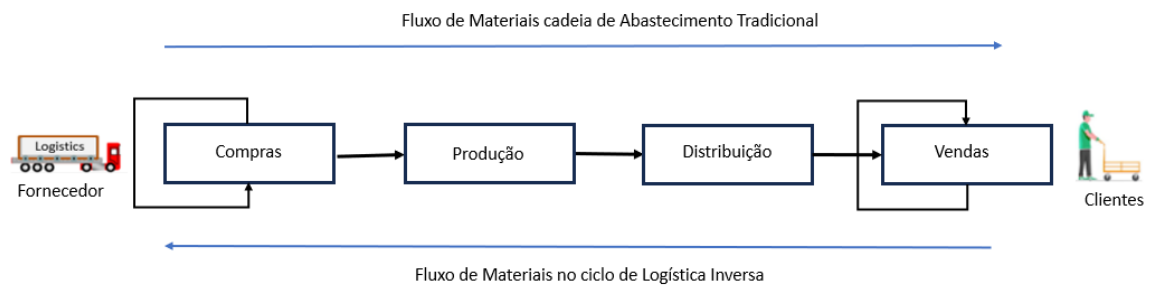 Fluxo de Materiais cadeia de Abastecimento Tradicional
Logistics
Fornecedor
Compras
Produção
Distribuição
Vendas
Clientes
Fluxo de Materiais no ciclo de Logística Inversa